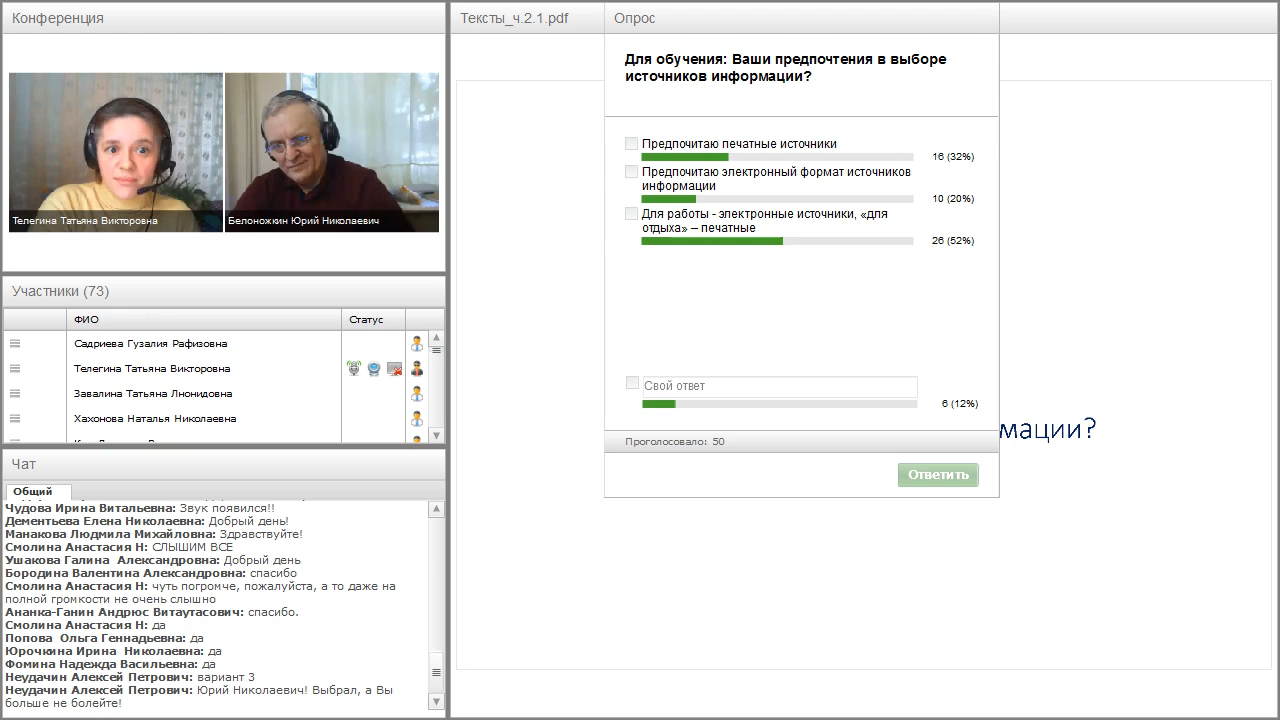 Конференция
Телегина Татьяна Викторовна
Белоножкин Юрий Николаевич
Участники (73)
ФИО
Статус
Садриева Гузалия Рафизовна
Телегина Татьяна Викторовна
Завалина Татьяна Лнонидовна
Хахонова Наталья Николаевна
Чат
Общий
Чудова Ирина Витальевна: Звук появился!!
Дементьева Елена Николаевна: Добрый день!
Манакова Людмила Михайловна: Здравствуйте!
Смолина Анастасия Н: СЛЫШИМ ВСЕ
Ушакова Галина Александровна: Добрый день
Бородина Валентина Александровна: спасибо
Смолина Анастасия Н: чуть погромче, пожалуйста, а то даже на
полной громкости не очень слышно
Ананка-Ганин Андрюс Витаутасович: спасибо.
Смолина Анастасия Н: да
Попова Ольга Геннадьевна: да
Юрочкина Ирина Николаевна: да
Фомина Надежда Васильевна: да
Неудачин Алексей Петрович: вариант 3
Неудачин Алексей Петрович: Юрий Николаевич! Выбрал, а Вы
больше не болейте!
Тексты_ч.2.1.pdf
Опрос
Для обучения: Ваши предпочтения в выборе
источников информации?
Предпочитаю печатные источники
16 (32%)
Предпочитаю электронный формат источников
информации
10 (20%)
Для работы - электронные источники, «для
отдыха» – печатные
26 (52%)
Свой ответ
6 (12%)
Проголосовало: 50
Ответить
мации?